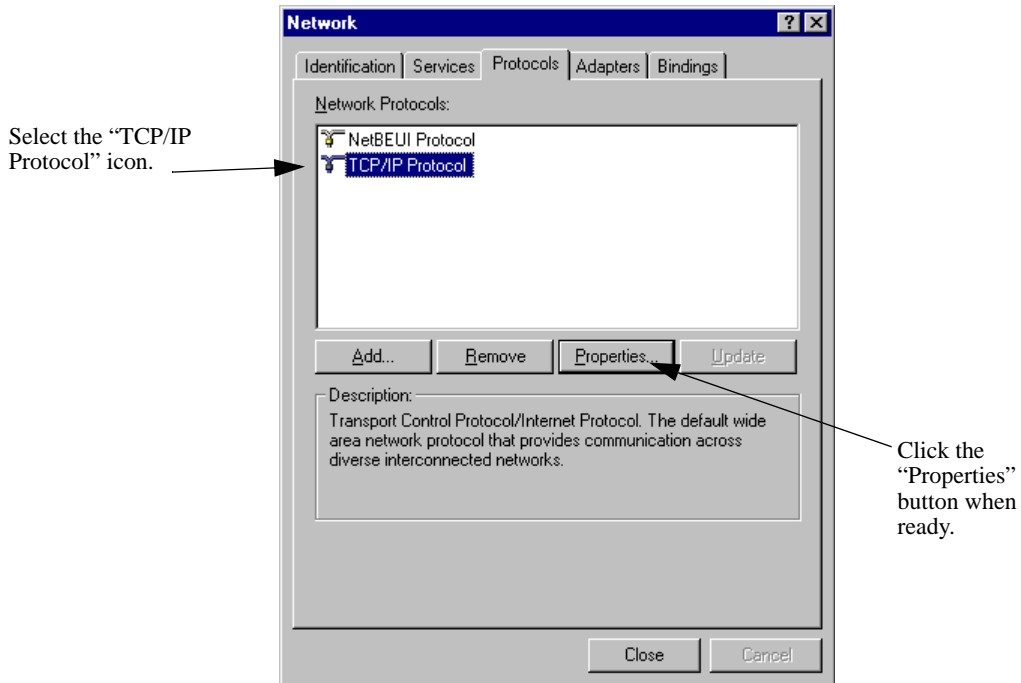 Network
Identification Services Protocols Adapters Bindings
Network Protocols:
NetBEUI Protocol
TCP/IP Protocol
Select the “TCP/IP
Protocol” icon.
Add... Remove Properties... Update
Description:
Transport Control Protocol/Internet Protocol. The default wide
area network protocol that provides communication across
diverse interconnected networks.
Click the
“Properties”
button when
ready.
Close Cancel